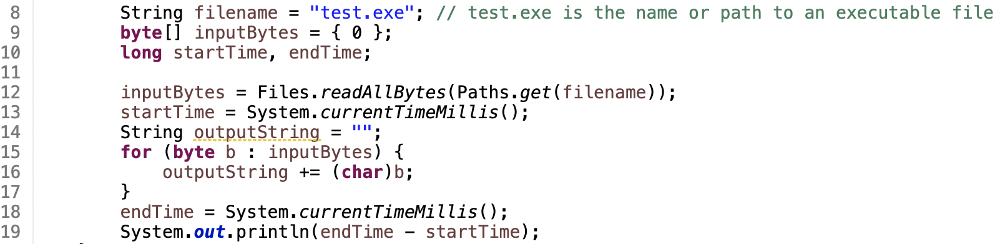 8 String filename = "test.exe"; // test.exe is the name or path to an executable file
9 byte[] inputBytes = { 0 };
10 long startTime, endTime;
11
12 inputBytes = Files.readAllBytes(Paths.get(filename));
13 startTime = System.currentTimeMillis();
14 String outputString = "";
15 for (byte b : inputBytes) {
16 outputString += (char)b;
17 }
18 endTime = System.currentTimeMillis();
19 System.out.println(endTime - startTime);